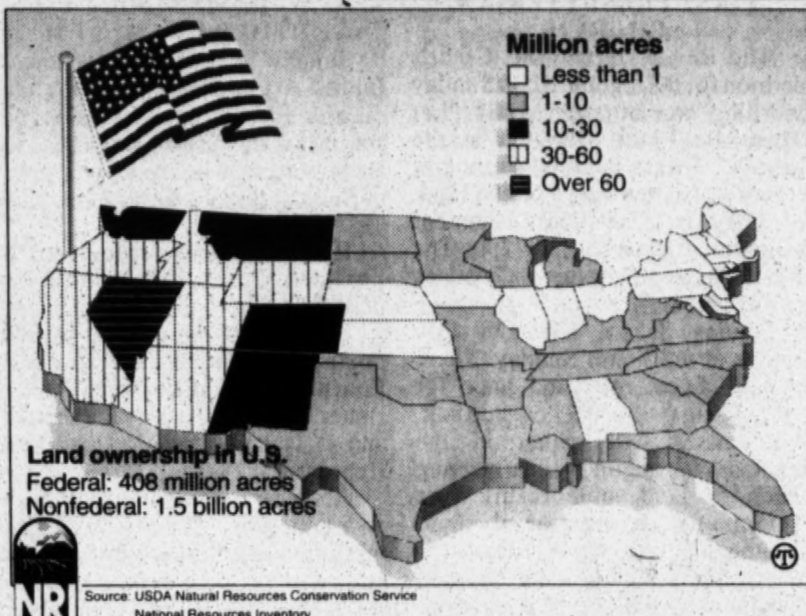 Million acres
Less than 1
1-10
10-30
30-60
Over 60
Land ownership in U.S.
Federal: 408 million acres
Nonfederal: 1.5 billion acres
NRI
Source: USDA Natural Resources Conservation Service
National Resources Inventory